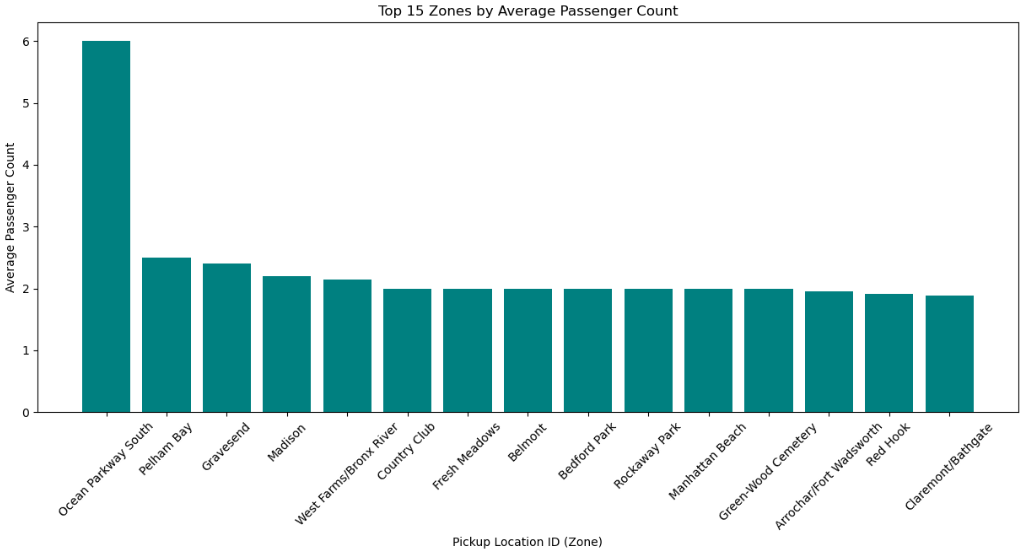 Top 15 Zones by Average Passenger Count
6
5
4
3
2
1
0
Average Passenger Count
Ocean Parkway South
Pelham Bay
Gravesend
Madison
West Farms/Bronx River
Country Club
Fresh Meadows
Belmont
Bedford Park
Rockaway Park
Manhattan Beach
Green-Wood Cemetery
Arrochar/Fort Wadsworth
Red Hook
Claremont/Bathgate
Pickup Location ID (Zone)